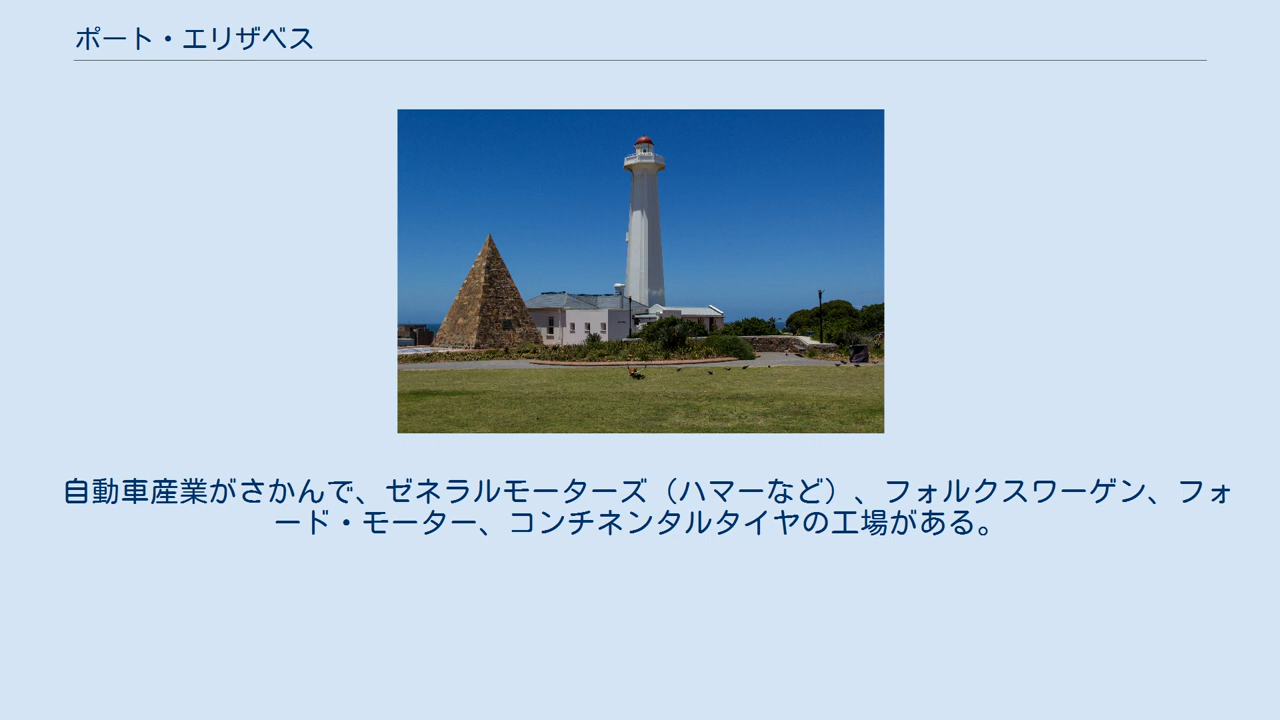 ポート・エリザベス
自動車産業がさかんで、ゼネラルモーターズ（ハマーなど）、フォルクスワーゲン、フォ
ード・モーター、コンチネンタルタイヤの工場がある。